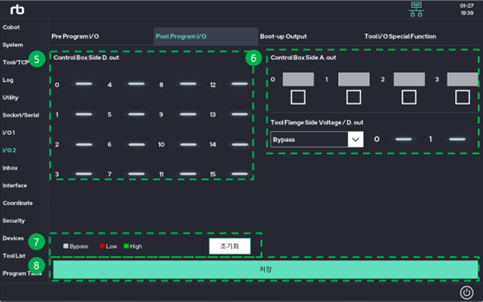 rb
TCP
01-27
19:39
Cobot
System
Tool/TCP
Log
Utility
Socket/Serial
I/O 1
I/O 2
Inbox
Interface
Coordinate
Security
Devices
Tool List
Program Table
Pre Program I/O
Post Program I/O
Boot-up Output
Tool I/O Special Function
5
Control Box Side D. out
0 4 8 12
1 5 9 13
2 6 10 14
3 7 11 15
6
Control Box Side A. out
0 1 2 3
Tool Flange Side Voltage / D. out
Bypass 0 1
7
Bypass Low High 초기화
8
저장